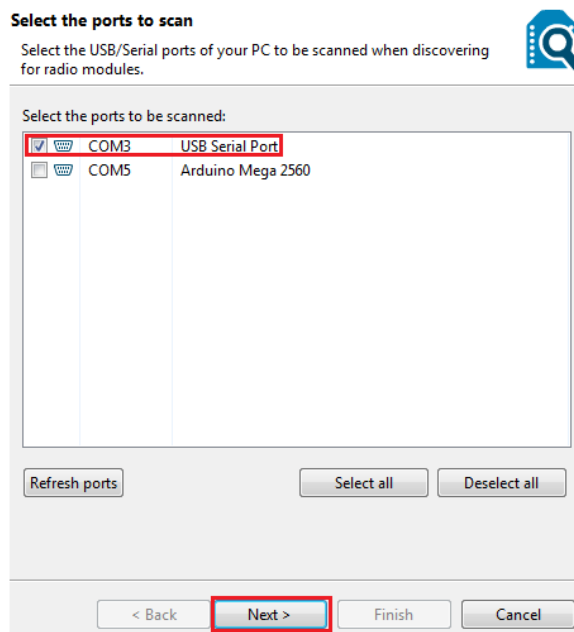 Select the ports to scan
Select the USB/Serial ports of your PC to be scanned when discovering
for radio modules.
Select the ports to be scanned:
COM3 USB Serial Port
COM5 Arduino Mega 2560
Refresh ports Select all Deselect all
< Back Next > Finish Cancel